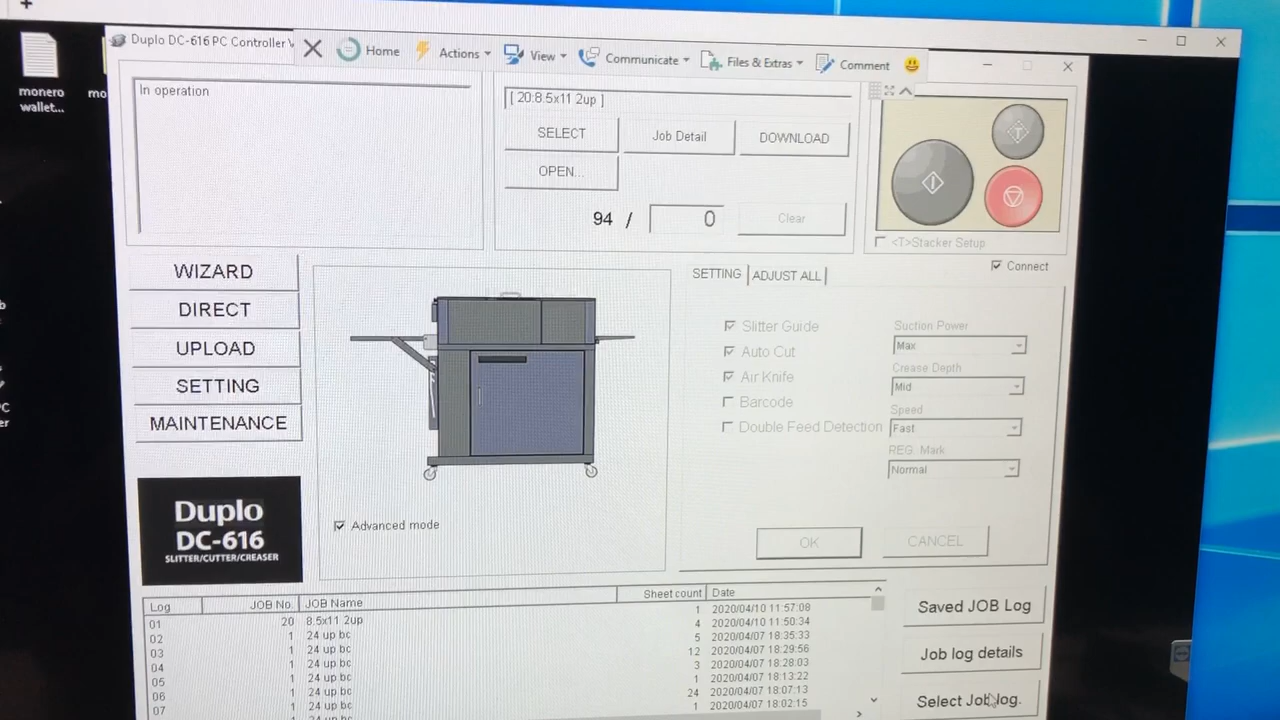 Duplo DC-616 PC Controller
Home
Actions
View
Communicate
Files & Extras
Comment
monero
wallet...
mo
In operation
[ 20:8.5x11 2up ]
SELECT
Job Detail
DOWNLOAD
OPEN...
94 / 0
Clear
<T>Stacker Setup
Connect
WIZARD
DIRECT
UPLOAD
SETTING
MAINTENANCE
SETTING
ADJUST ALL
Slitter Guide
Auto Cut
Air Knife
Barcode
Double Feed Detection
Suction Power
Max
Crease Depth
Mid
Speed
Fast
REG. Mark
Normal
OK
CANCEL
Advanced mode
Duplo
DC-616
SLITTER/CUTTER/CREASER
Log JOB No. JOB Name Sheet count Date
01 20 8.5x11 2up 1 2020/04/10 11:57:08
02 1 24 up bc 4 2020/04/10 11:50:34
03 1 24 up bc 5 2020/04/07 18:35:33
04 1 24 up bc 12 2020/04/07 18:29:56
05 1 24 up bc 3 2020/04/07 18:28:03
06 1 24 up bc 1 2020/04/07 18:13:22
07 1 24 up bc 24 2020/04/07 18:07:13
24 up bc 1 2020/04/07 18:02:15
Saved JOB Log
Job log details
Select Job log.